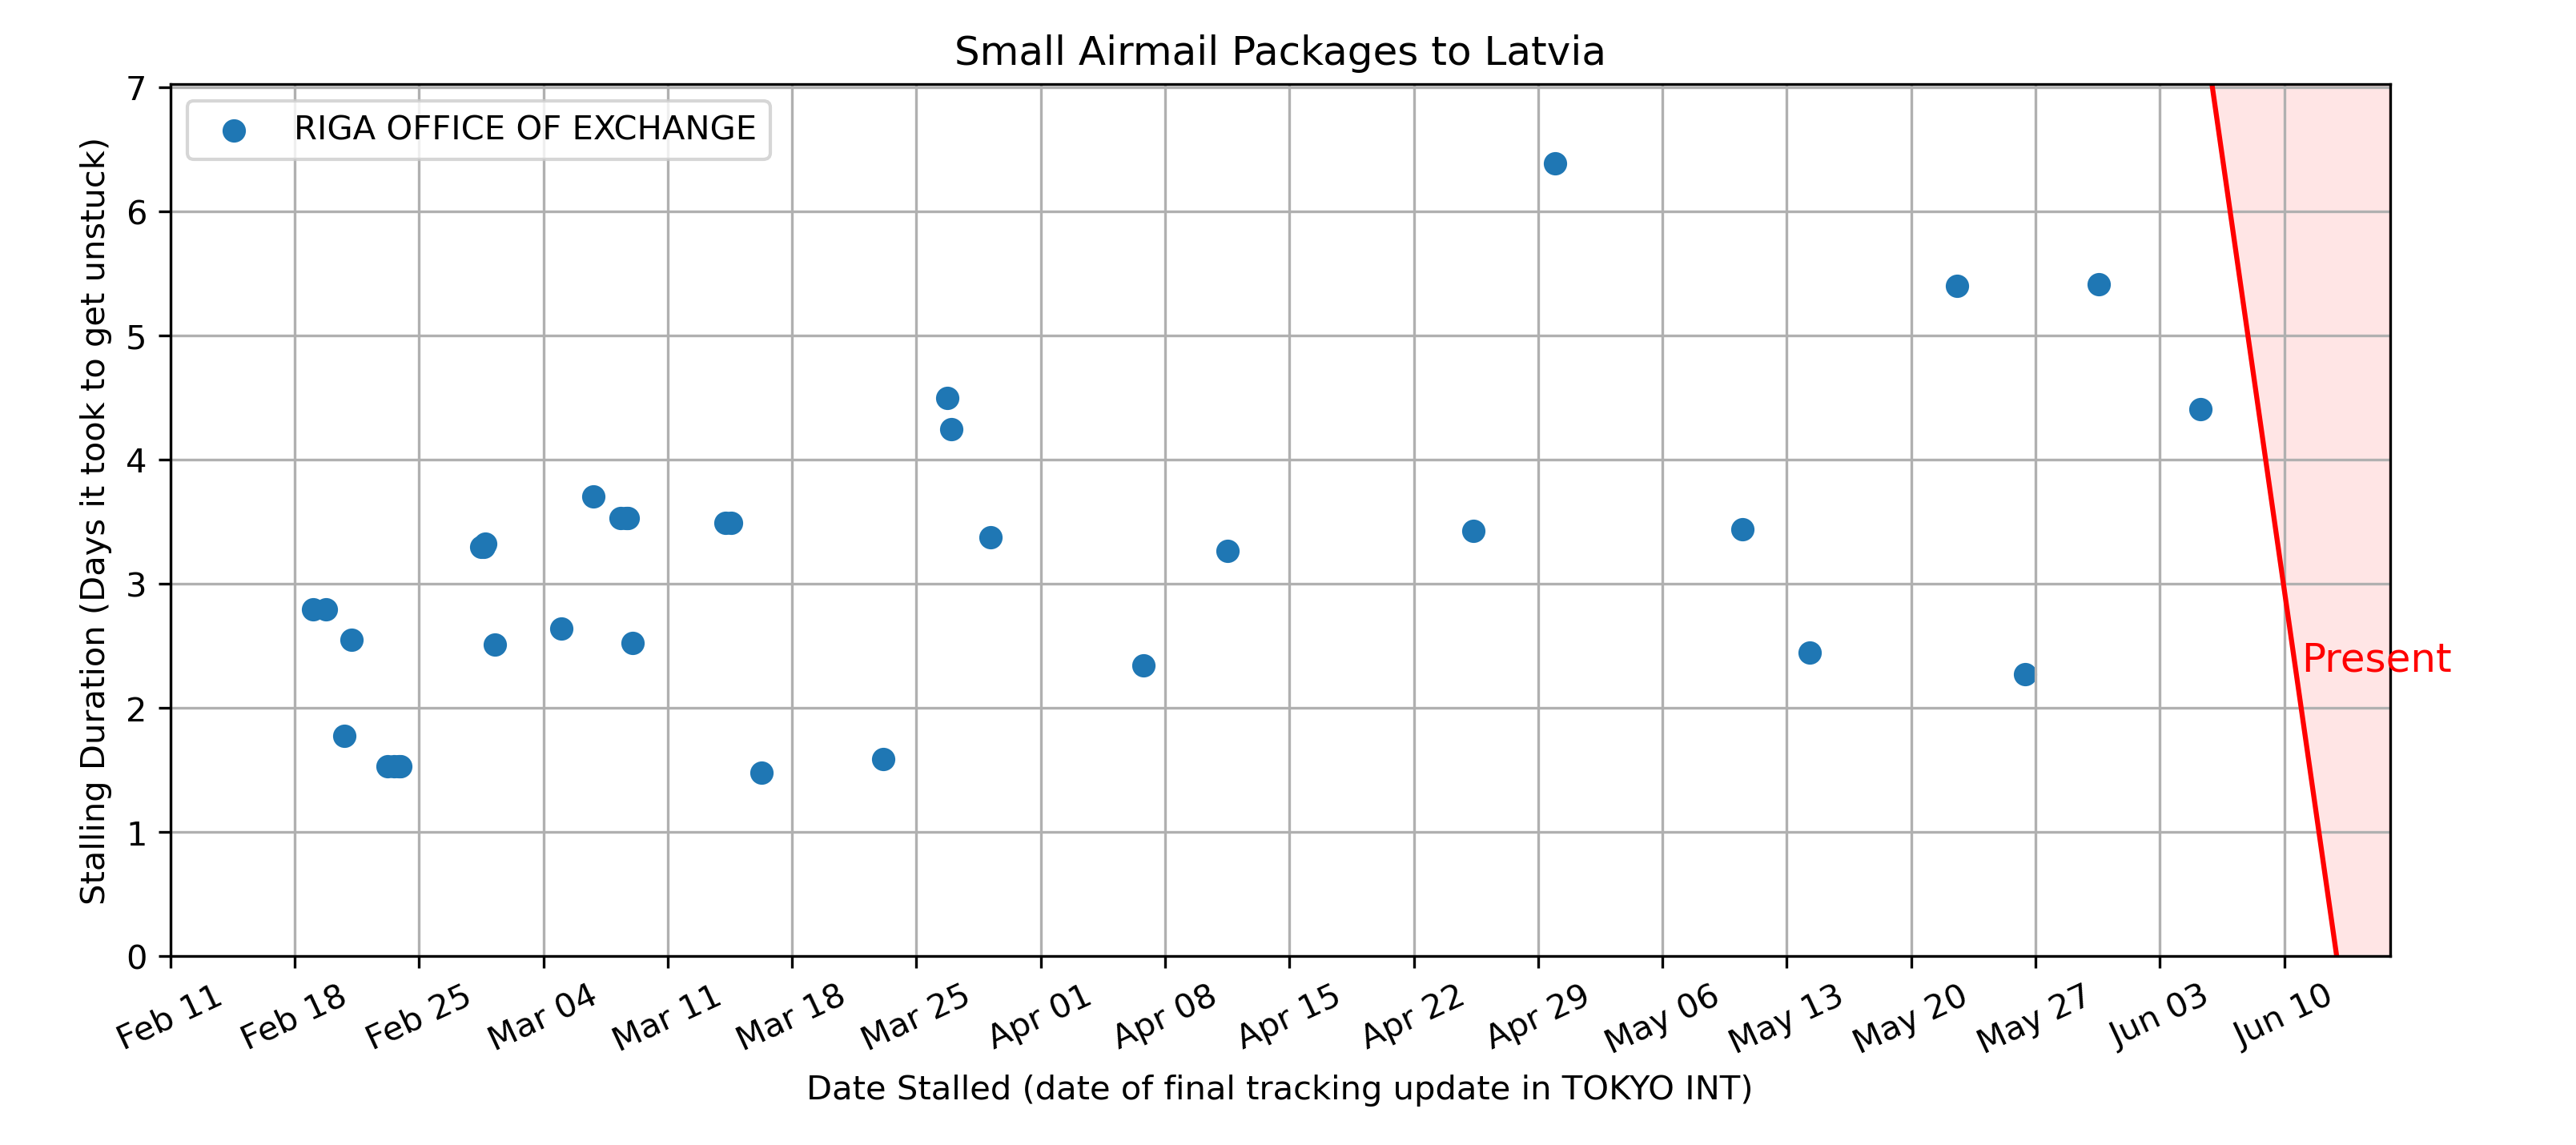 Small Airmail Packages to Latvia
RIGA OFFICE OF EXCHANGE
Stalling Duration (Days it took to get unstuck)
7
6
5
4
3
2
1
0
Present
Feb 11
Feb 18
Feb 25
Mar 04
Mar 11
Mar 18
Mar 25
Apr 01
Apr 08
Apr 15
Apr 22
Apr 29
May 06
May 13
May 20
May 27
Jun 03
Jun 10
Date Stalled (date of final tracking update in TOKYO INT)